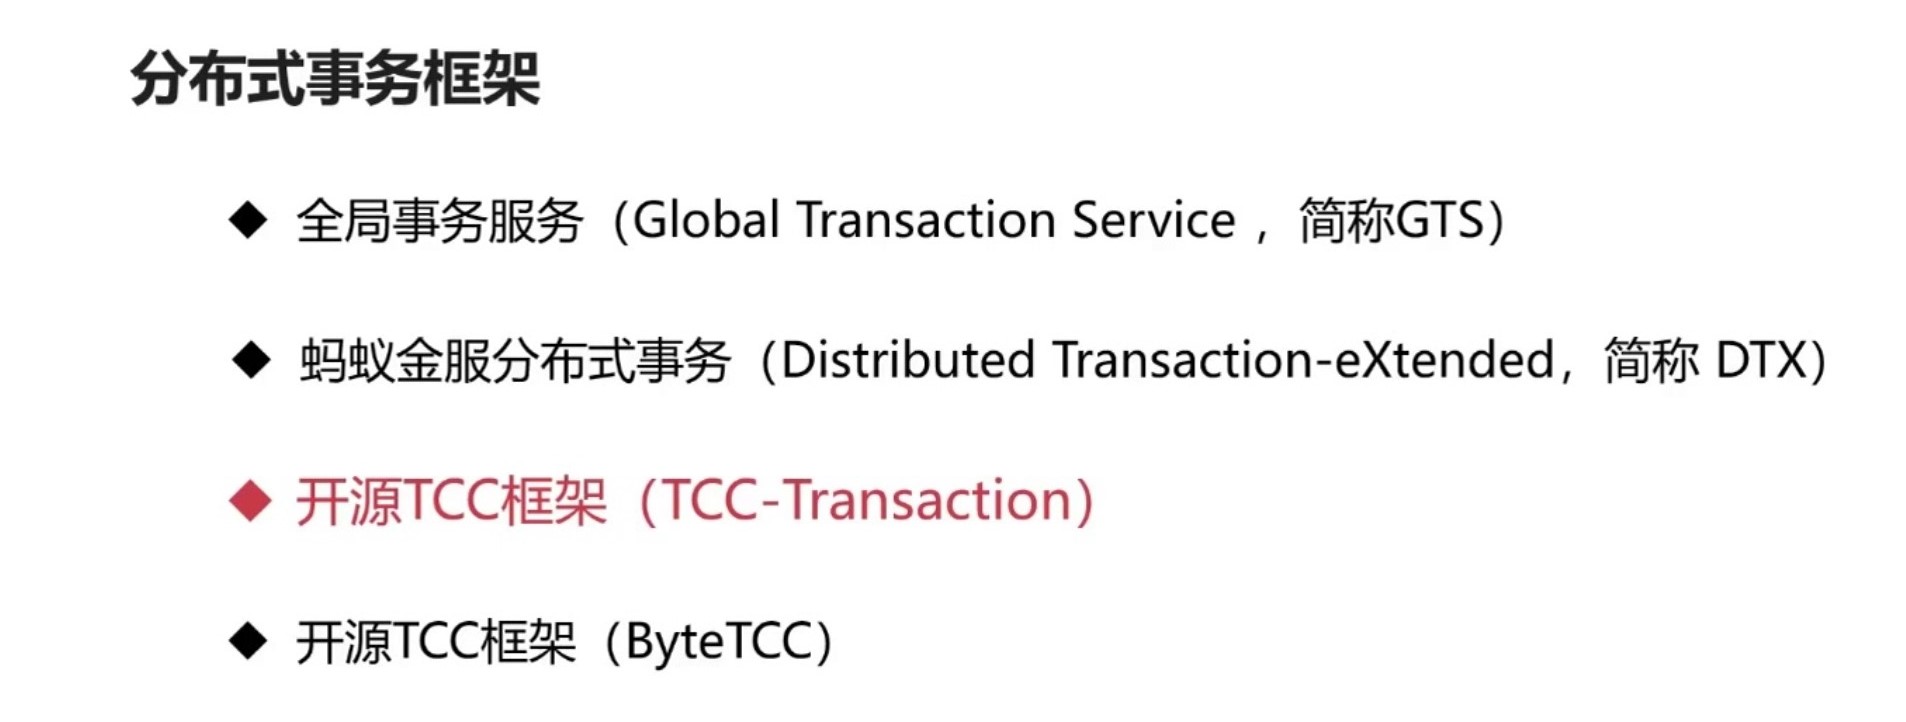 分布式事务框架
◆ 全局事务服务（Global Transaction Service ，简称GTS）
◆ 蚂蚁金服分布式事务（Distributed Transaction-eXtended，简称 DTX）
◆ 开源TCC框架（TCC-Transaction）
◆ 开源TCC框架（ByteTCC）